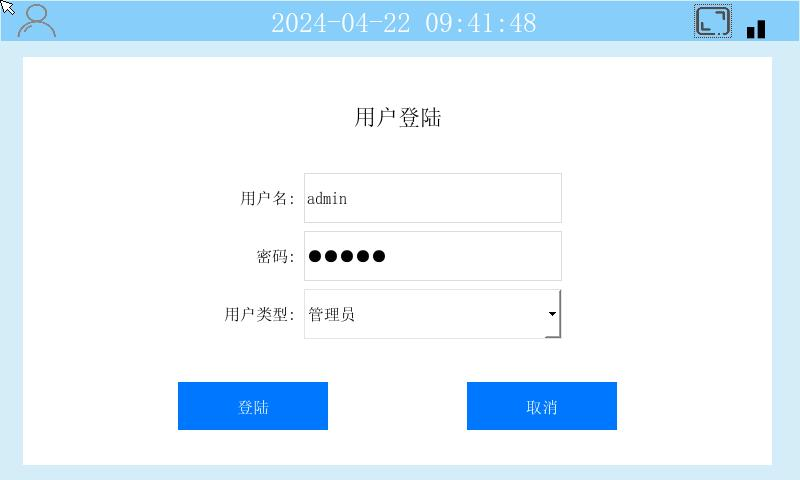 2024-04-22 09:41:48
用户登陆
用户名: admin
密码: ●●●●●
用户类型: 管理员
登陆 取消